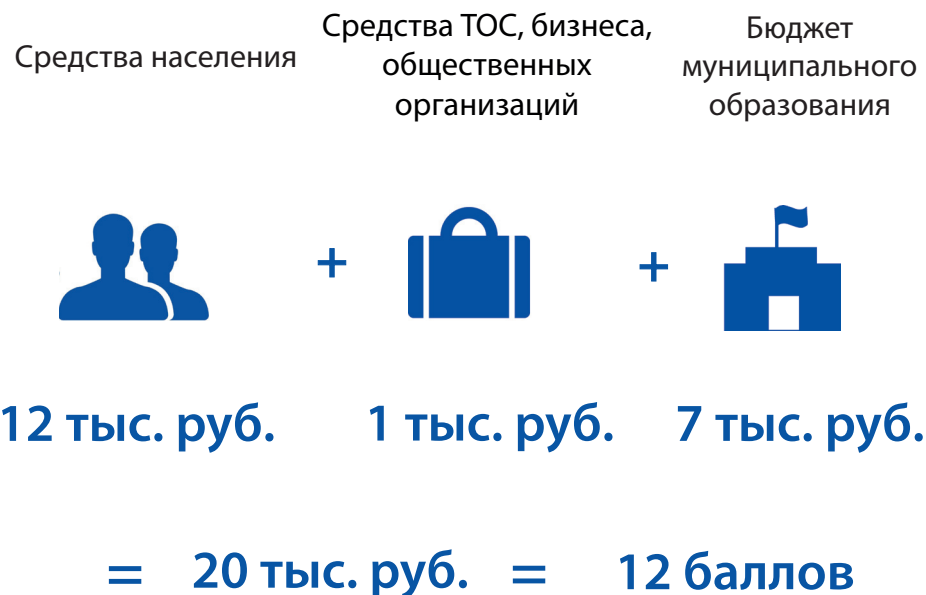 Средства населения
Средства ТОС, бизнеса,
общественных
организаций
Бюджет
муниципального
образования
+
+
12 тыс. руб.
1 тыс. руб.
7 тыс. руб.
= 20 тыс. руб. = 12 баллов